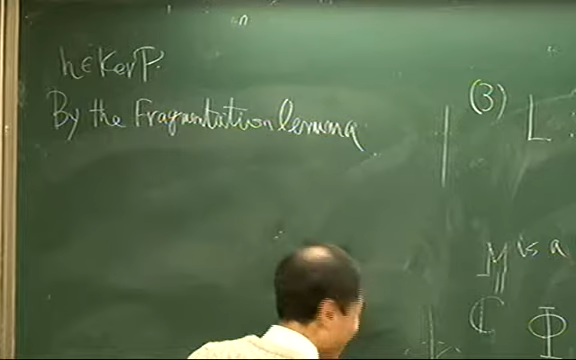 h ∈ Ker P.
By the Fragmentation lemma
(3) L :
M is a
C Φ